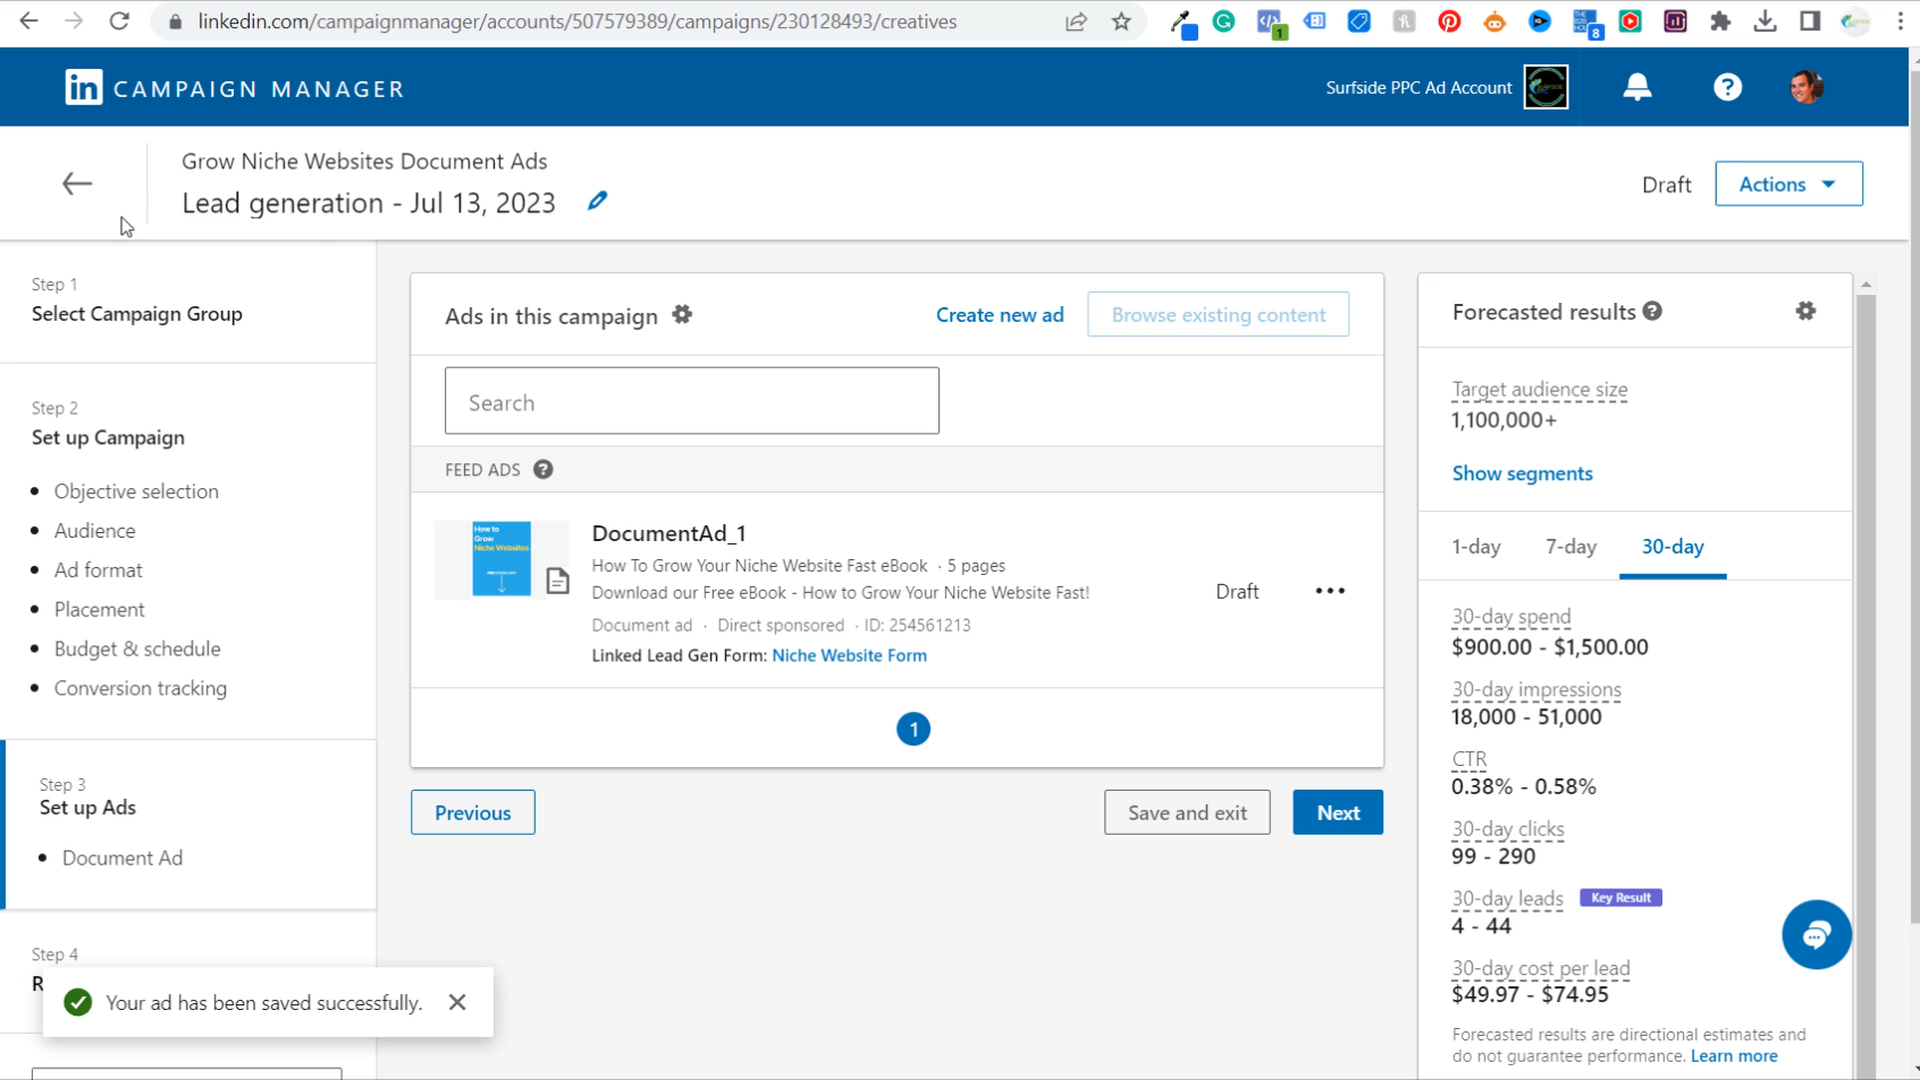 linkedin.com/campaignmanager/accounts/507579389/campaigns/230128493/creatives
1
8
in CAMPAIGN MANAGER
Surfside PPC Ad Account
Grow Niche Websites Document Ads
Lead generation - Jul 13, 2023
Draft
Actions
Step 1
Select Campaign Group
Step 2
Set up Campaign
Objective selection
Audience
Ad format
Placement
Budget & schedule
Conversion tracking
Step 3
Set up Ads
Document Ad
Step 4
R
Your ad has been saved successfully.
Ads in this campaign
Create new ad
Browse existing content
Search
FEED ADS
How to
Grow
Niche Websites
DocumentAd_1
How To Grow Your Niche Website Fast eBook · 5 pages
Download our Free eBook - How to Grow Your Niche Website Fast!
Document ad · Direct sponsored · ID: 254561213
Linked Lead Gen Form: Niche Website Form
Draft
1
Previous
Save and exit
Next
Forecasted results
Target audience size
1,100,000+
Show segments
1-day 7-day 30-day
30-day spend
$900.00 - $1,500.00
30-day impressions
18,000 - 51,000
CTR
0.38% - 0.58%
30-day clicks
99 - 290
30-day leads Key Result
4 - 44
30-day cost per lead
$49.97 - $74.95
Forecasted results are directional estimates and
do not guarantee performance. Learn more